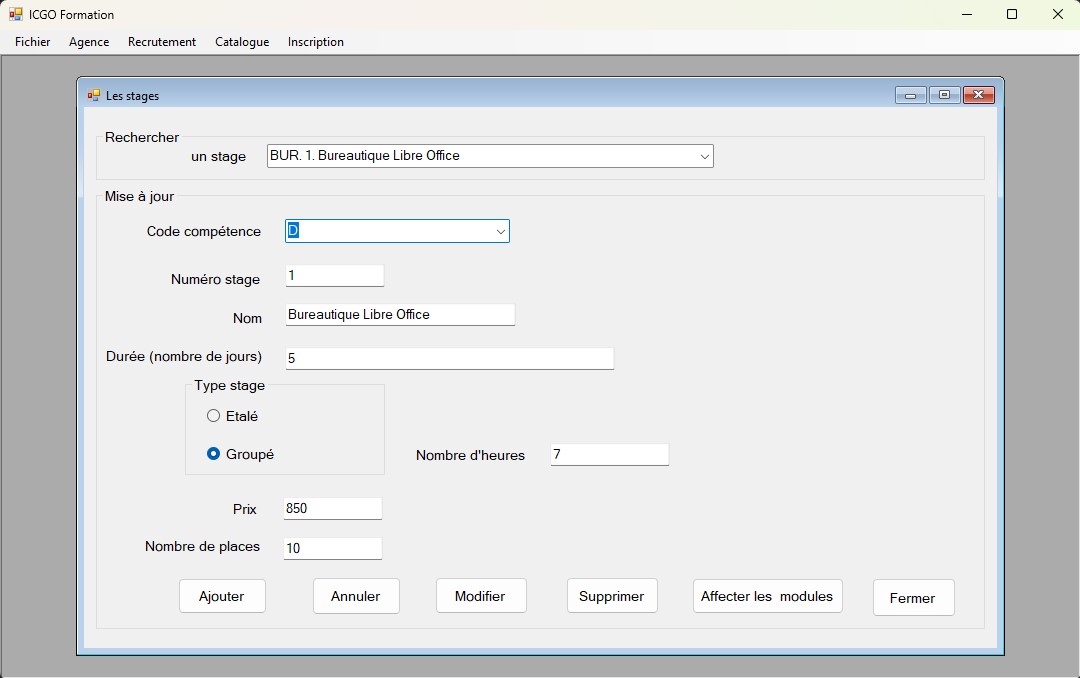 ICGO Formation
Fichier Agence Recrutement Catalogue Inscription
Les stages
Rechercher
un stage BUR. 1. Bureautique Libre Office
Mise à jour
Code compétence D
Numéro stage 1
Nom Bureautique Libre Office
Durée (nombre de jours) 5
Type stage
Etalé
Groupé Nombre d'heures 7
Prix 850
Nombre de places 10
Ajouter Annuler Modifier Supprimer Affecter les modules Fermer